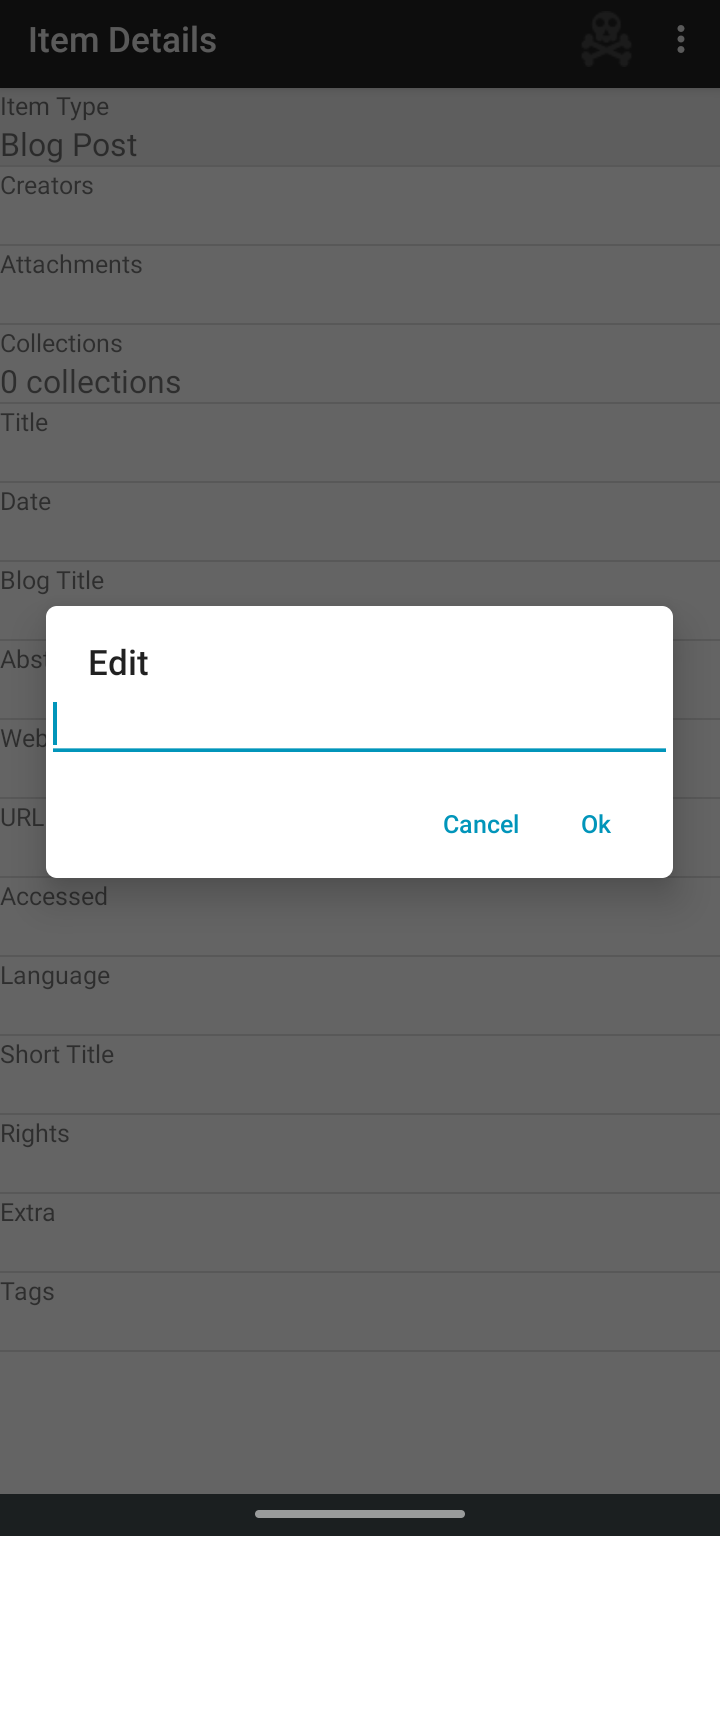 Item Details
Item Type
Blog Post
Creators
Attachments
Collections
0 collections
Title
Date
Blog Title
Abst
Edit
Web
URL
Cancel Ok
Accessed
Language
Short Title
Rights
Extra
Tags